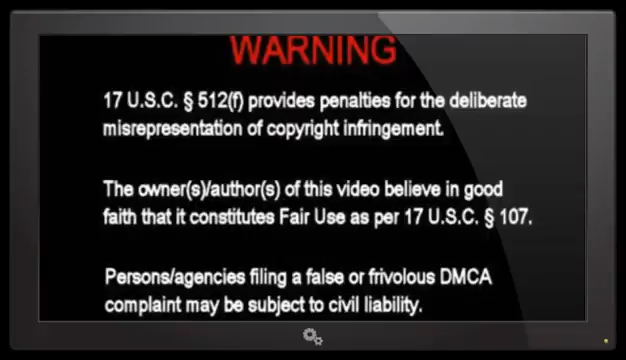 WARNING
17 U.S.C. § 512(f) provides penalties for the deliberate
misrepresentation of copyright infringement.
The owner(s)/author(s) of this video believe in good
faith that it constitutes Fair Use as per 17 U.S.C. § 107.
Persons/agencies filing a false or frivolous DMCA
complaint may be subject to civil liability.